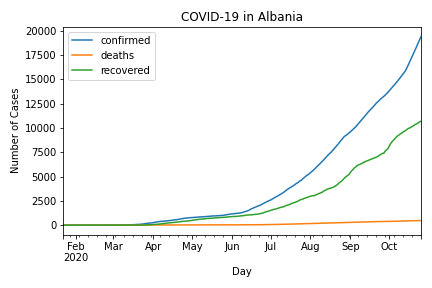 COVID-19 in Albania
confirmed
deaths
recovered
Number of Cases
20000
17500
15000
12500
10000
7500
5000
2500
0
Feb Mar Apr May Jun Jul Aug Sep Oct
2020
Day